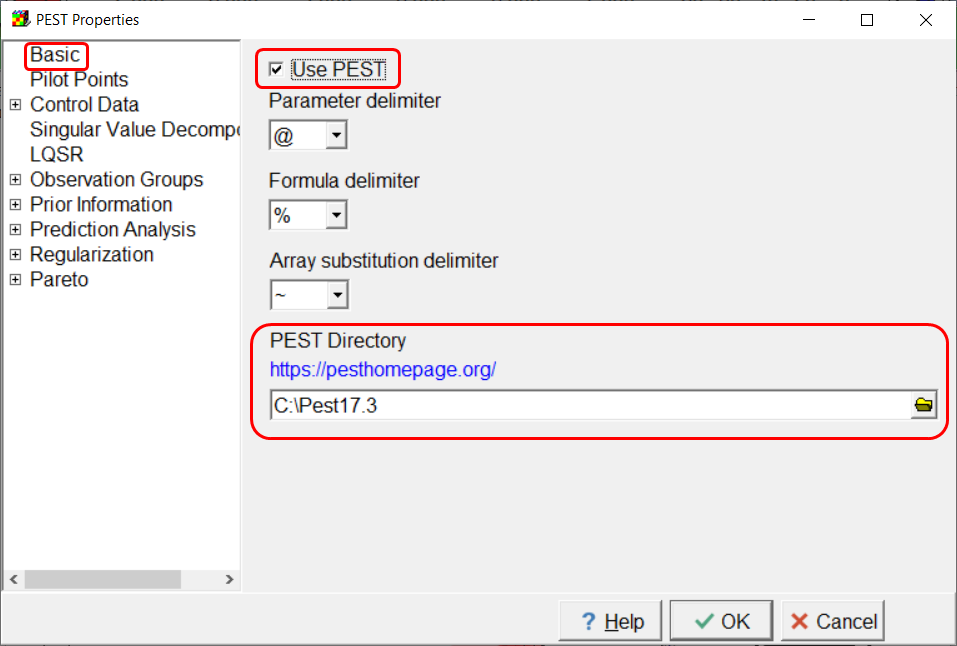 PEST Properties
Basic
Pilot Points
Control Data
Singular Value Decompo
LQSR
Observation Groups
Prior Information
Prediction Analysis
Regularization
Pareto
Use PEST
Parameter delimiter
@
Formula delimiter
%
Array substitution delimiter
~
PEST Directory
https://pesthomepage.org/
C:\Pest17.3
? Help
OK
Cancel